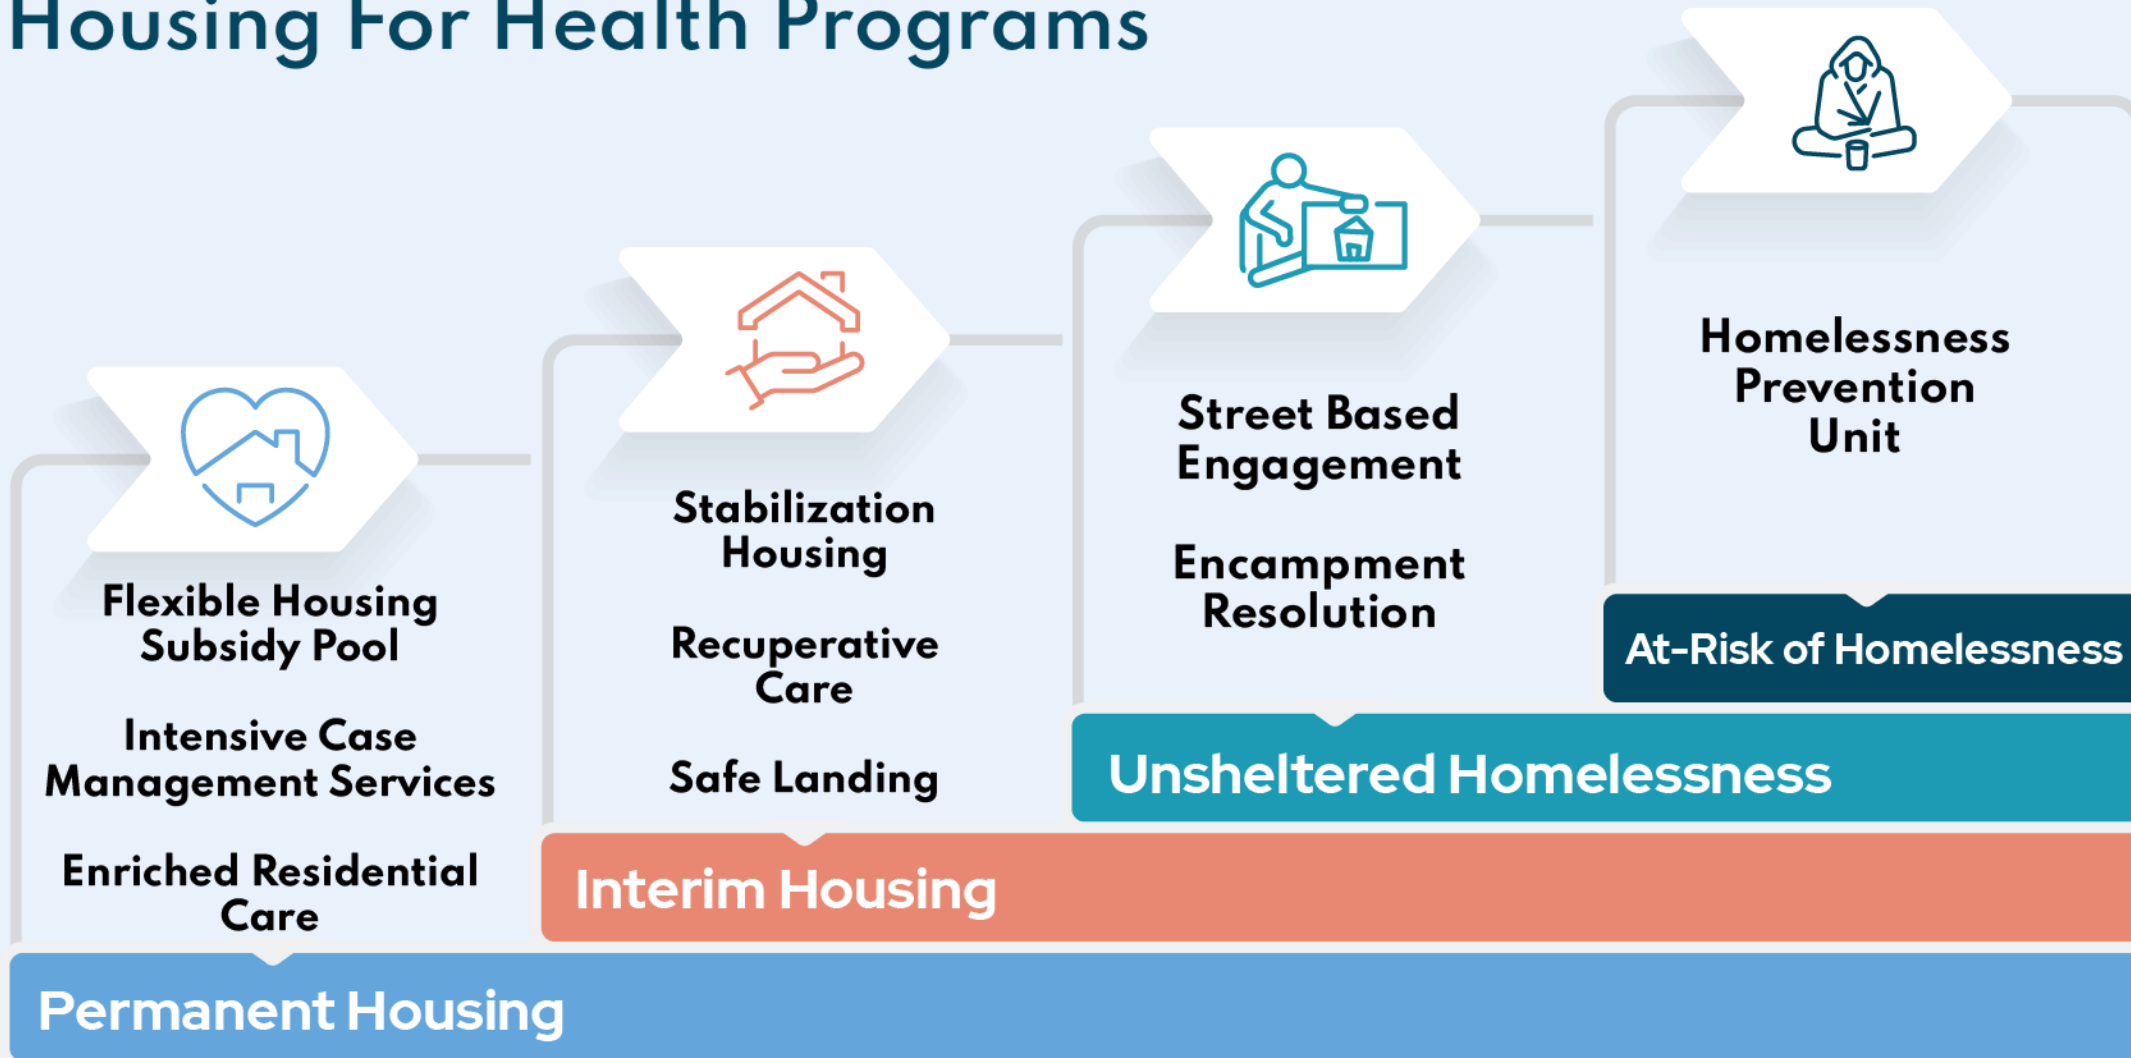 Housing For Health Programs
Flexible Housing
Subsidy Pool
Intensive Case
Management Services
Enriched Residential
Care
Permanent Housing
Stabilization
Housing
Recuperative
Care
Safe Landing
Interim Housing
Street Based
Engagement
Encampment
Resolution
Unsheltered Homelessness
Homelessness
Prevention
Unit
At-Risk of Homelessness